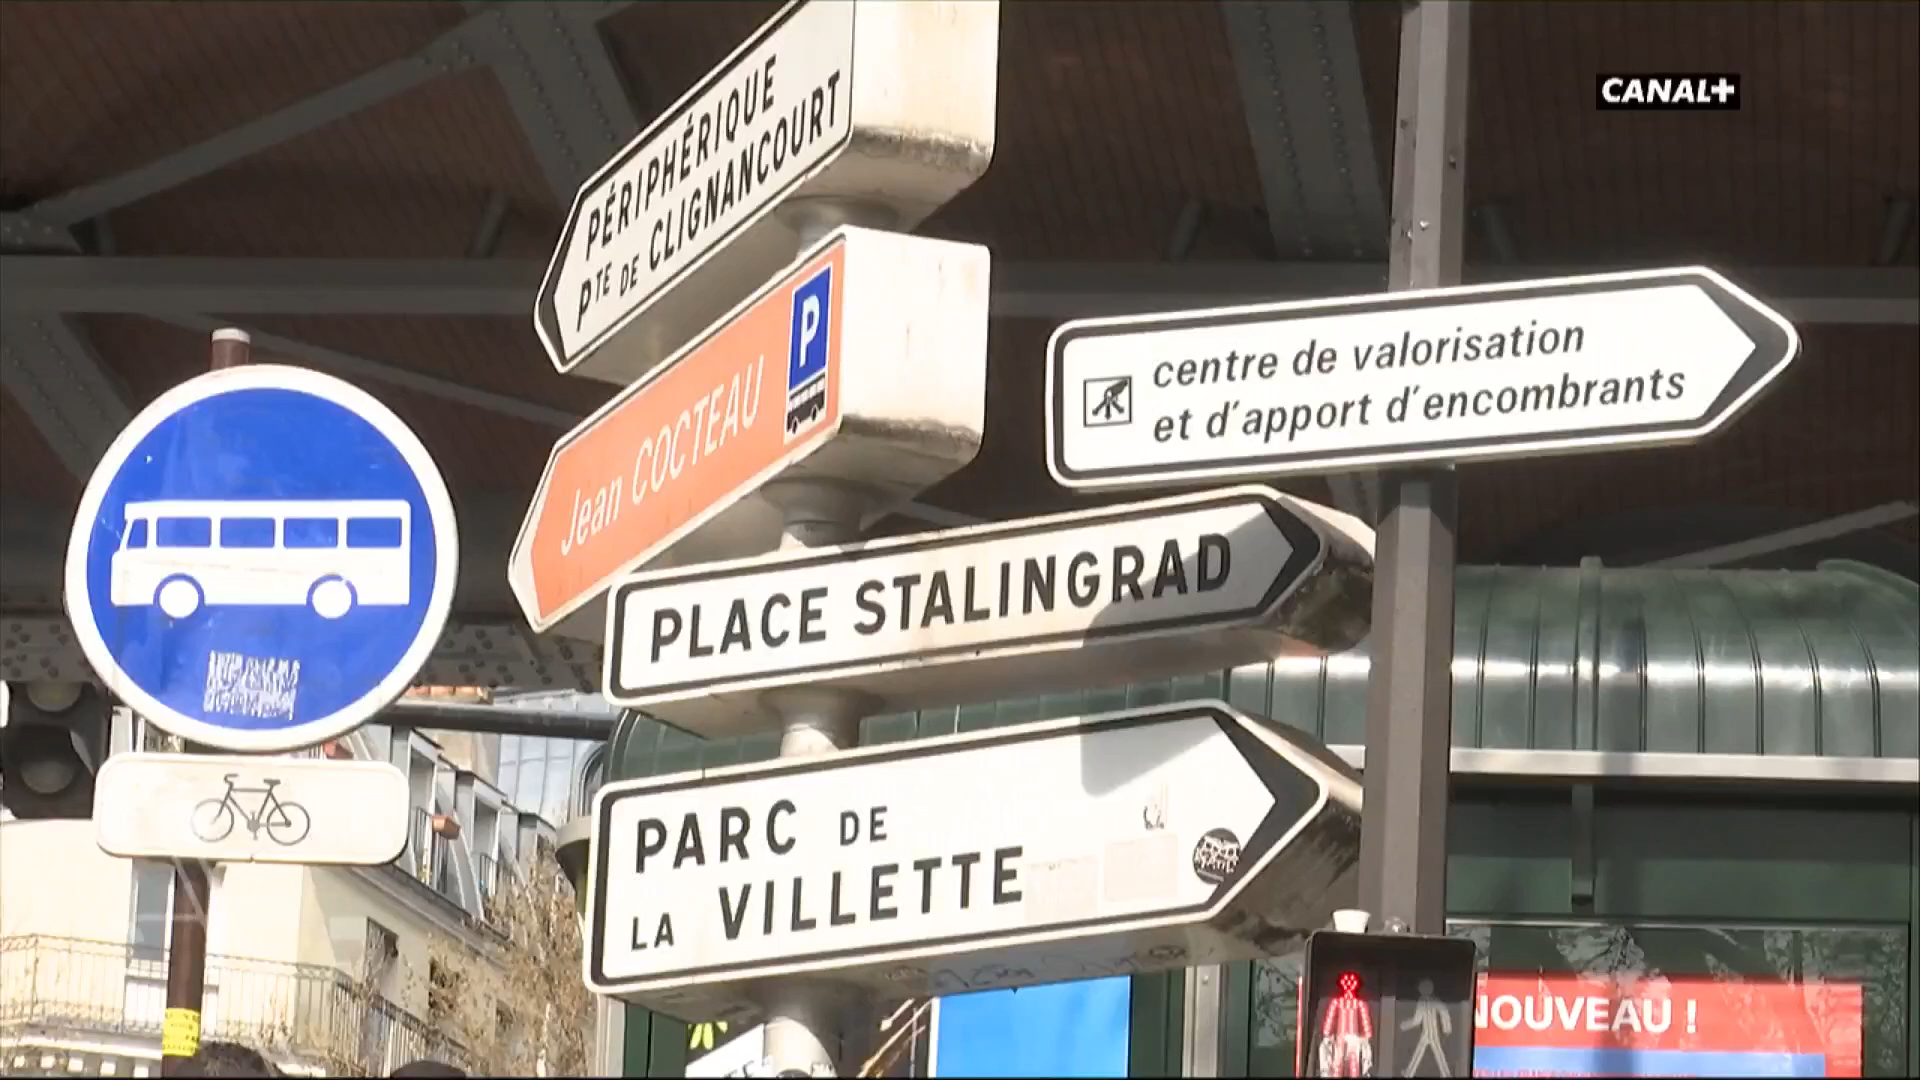 CANAL+
PÉRIPHÉRIQUE
PTE DE CLIGNANCOURT
P
Jean COCTEAU
centre de valorisation
et d'apport d'encombrants
PLACE STALINGRAD
PARC DE
LA VILLETTE
NOUVEAU !